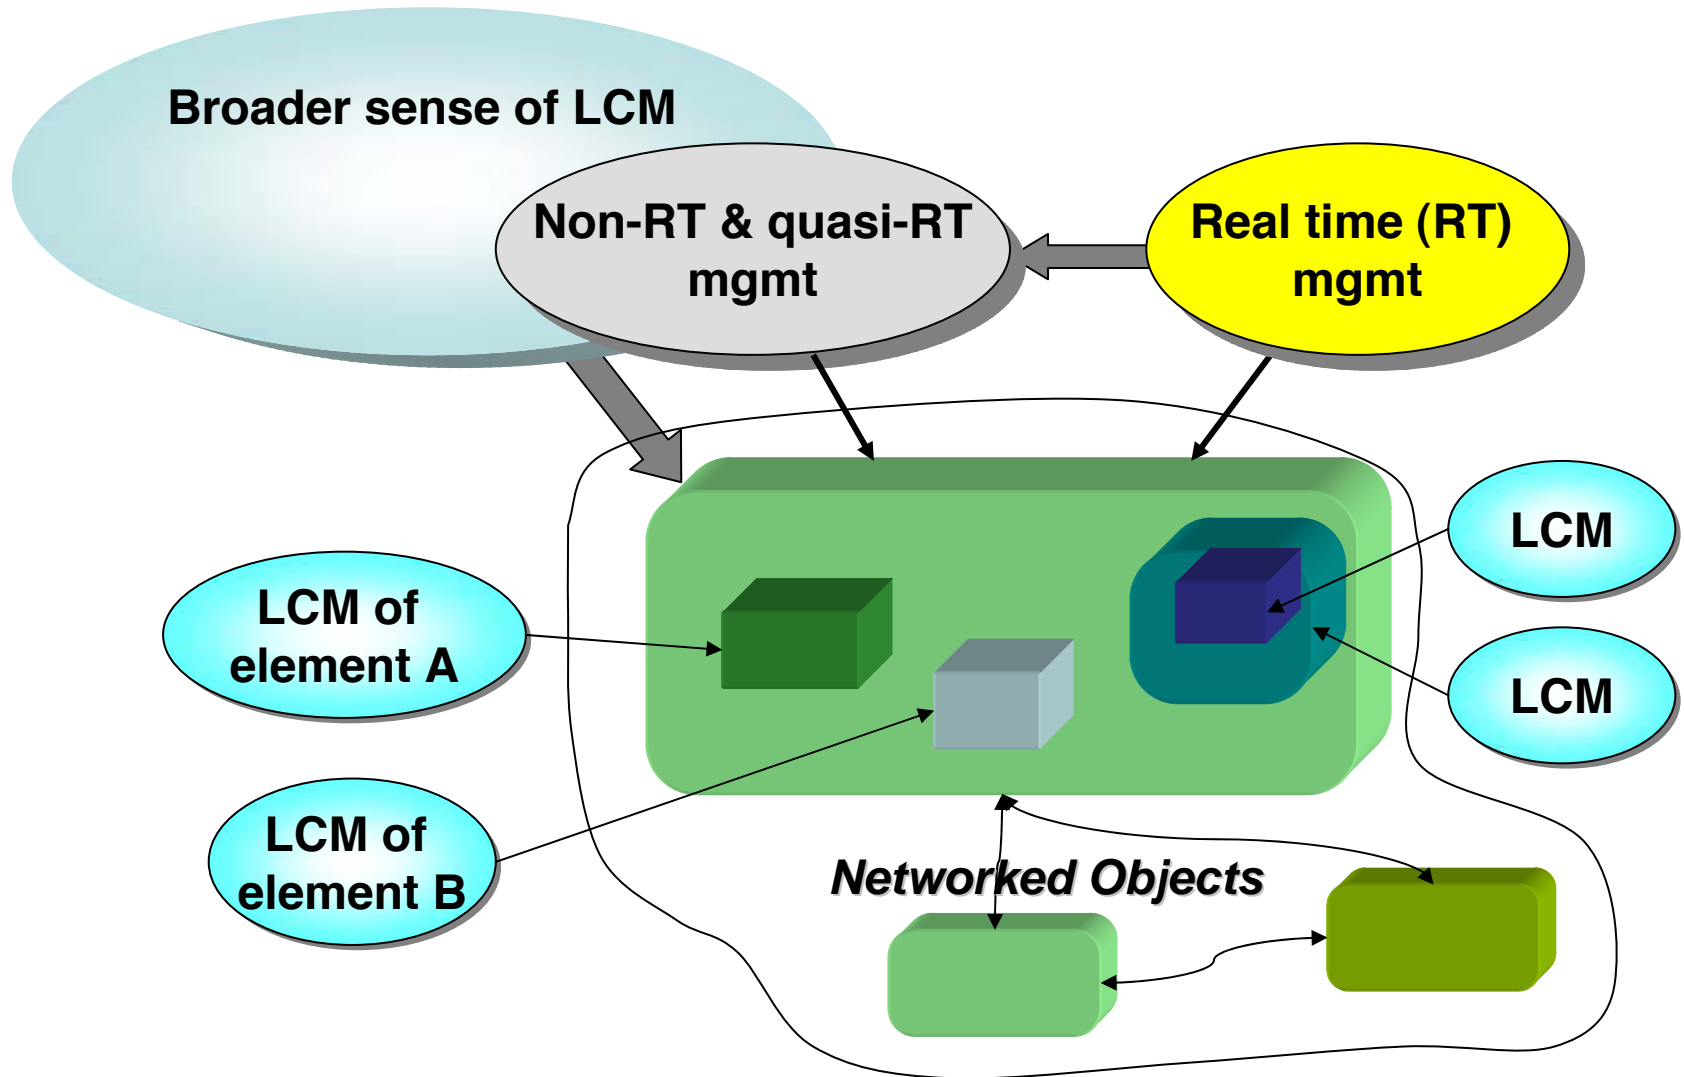 Broader sense of LCM
Non-RT & quasi-RT
mgmt
Real time (RT)
mgmt
LCM
LCM of
element A
LCM
LCM of
element B
Networked Objects